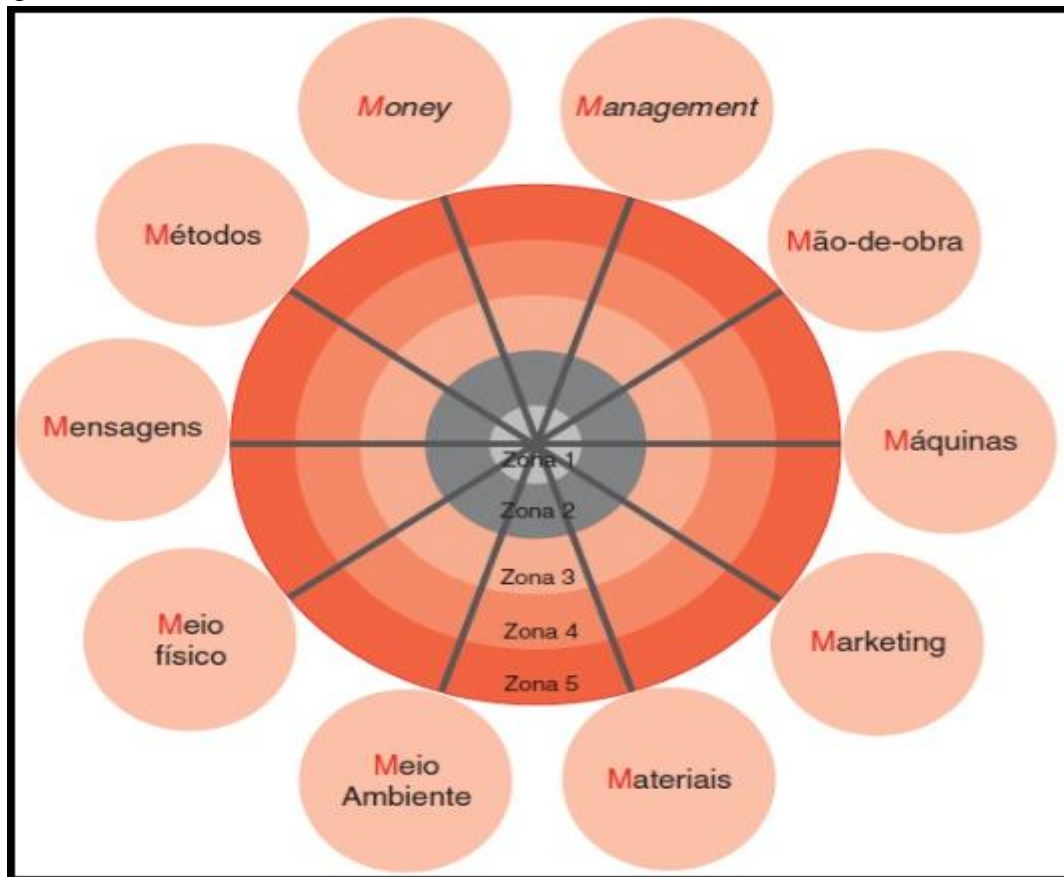 Money
Management
Métodos
Mão-de-obra
Mensagens
Máquinas
Zona 1
Zona 2
Zona 3
Zona 4
Zona 5
Meio
físico
Marketing
Meio
Ambiente
Materiais